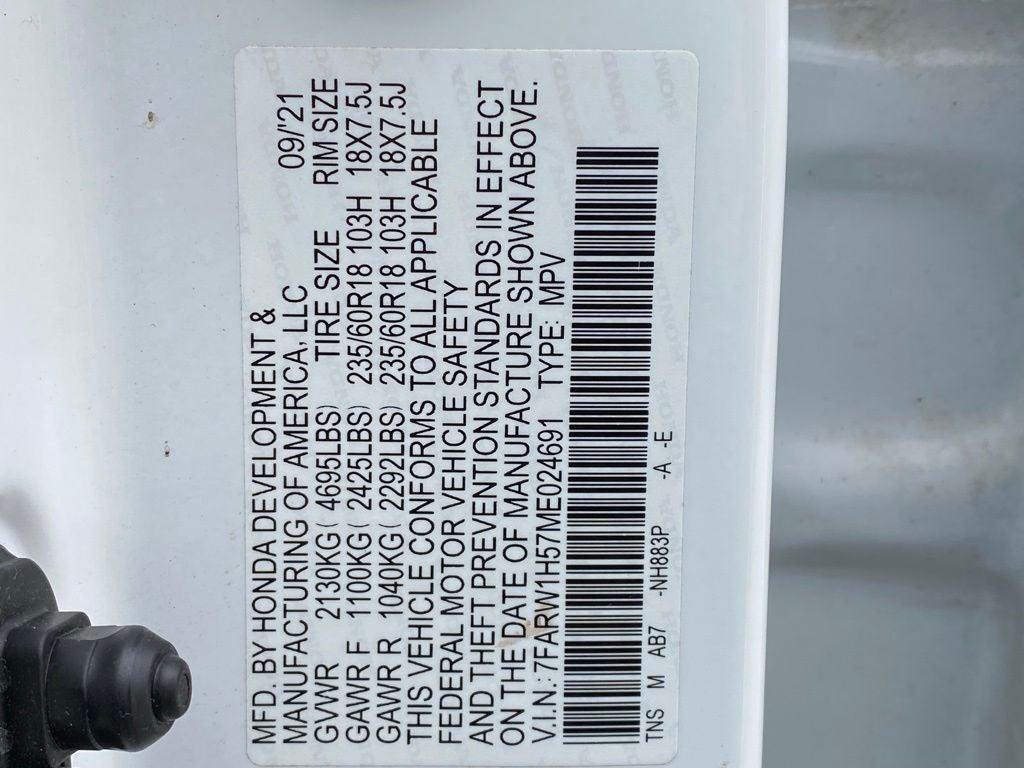 MFD. BY HONDA DEVELOPMENT &
MANUFACTURING OF AMERICA, LLC 09/'21
GVWR 2130KG ( 4695LBS) TIRE SIZE RIM SIZE
GAWR F 1100KG ( 2425LBS) 235/60R18 103H 18X7.5J
GAWR R 1040KG ( 2292LBS) 235/60R18 103H 18X7.5J
THIS VEHICLE CONFORMS TO ALL APPLICABLE
FEDERAL MOTOR VEHICLE SAFETY
AND THEFT PREVENTION STANDARDS IN EFFECT
ON THE DATE OF MANUFACTURE SHOWN ABOVE.
V.I.N.:7FARW1H57ME024691 TYPE: MPV
TNS M AB7 -NH883P -A -E